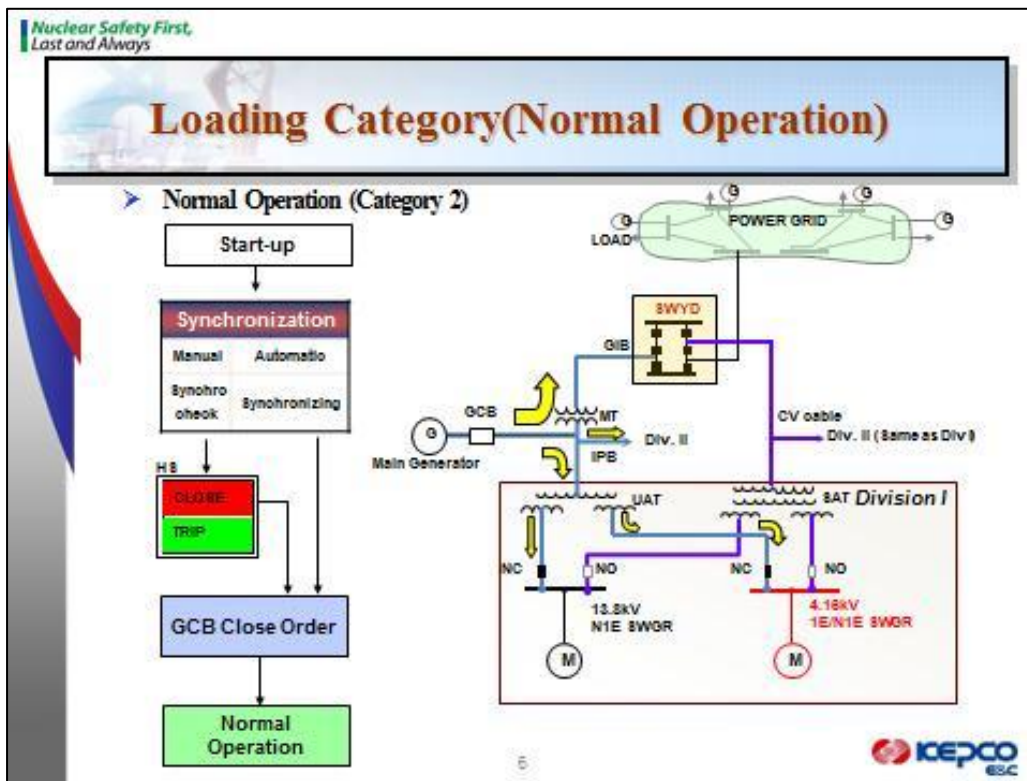 Nuclear Safety First,
Last and Always
Loading Category(Normal Operation)
➤ Normal Operation (Category 2)
Start-up
Synchronization
Manual Automatic
Synchro
check
Synchronizing
HS
CLOSE
TRIP
GCB Close Order
Normal
Operation
G
G
POWER GRID
G
G
LOAD
SWYD
GIB
GCB
MT
G
Main Generator
Div. II
IPB
CV cable
Div. II (Same as Div I)
UAT
SAT
Division I
NC
NO
NC
NO
13.8kV
N1E SWGR
4.16kV
1E/N1E SWGR
M
M
5
KEPCO
E&C